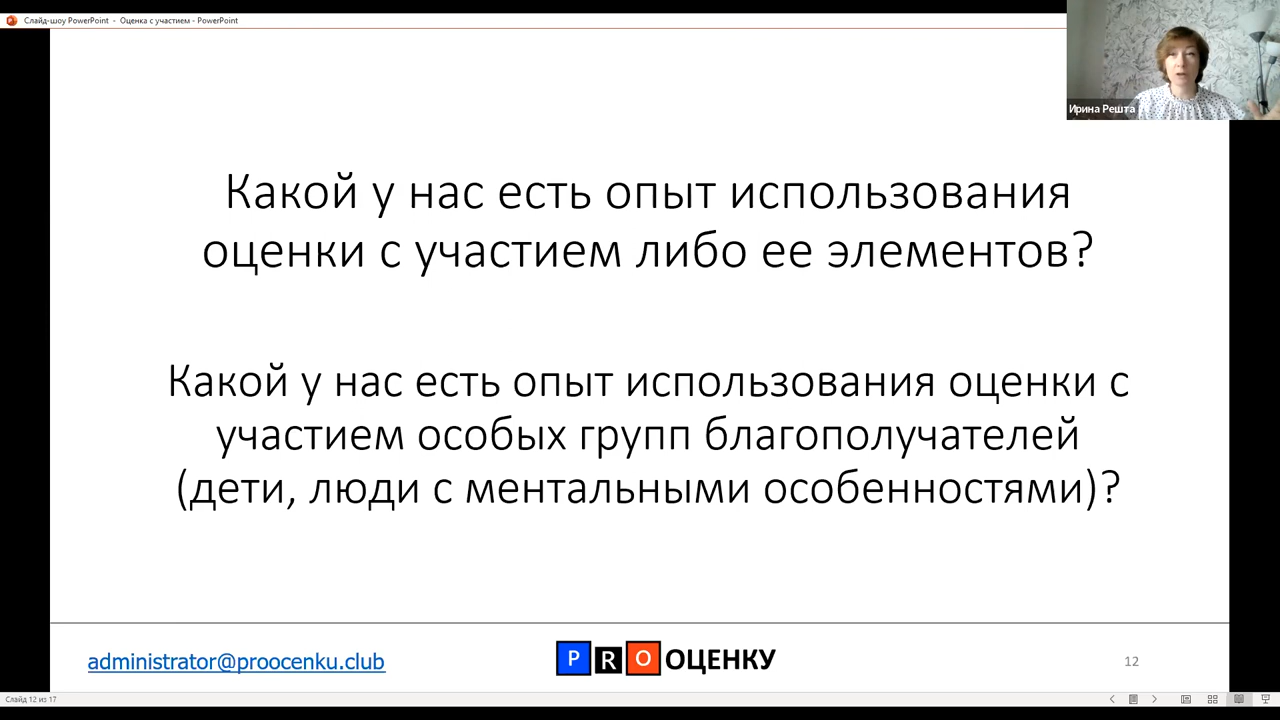 Слайд-шоу PowerPoint - Оценка с участием - PowerPoint
Ирина Решта
Какой у нас есть опыт использования
оценки с участием либо ее элементов?
Какой у нас есть опыт использования оценки с
участием особых групп благополучателей
(дети, люди с ментальными особенностями)?
administrator@proocenku.club
PRO ОЦЕНКУ
12
Слайд 12 из 17